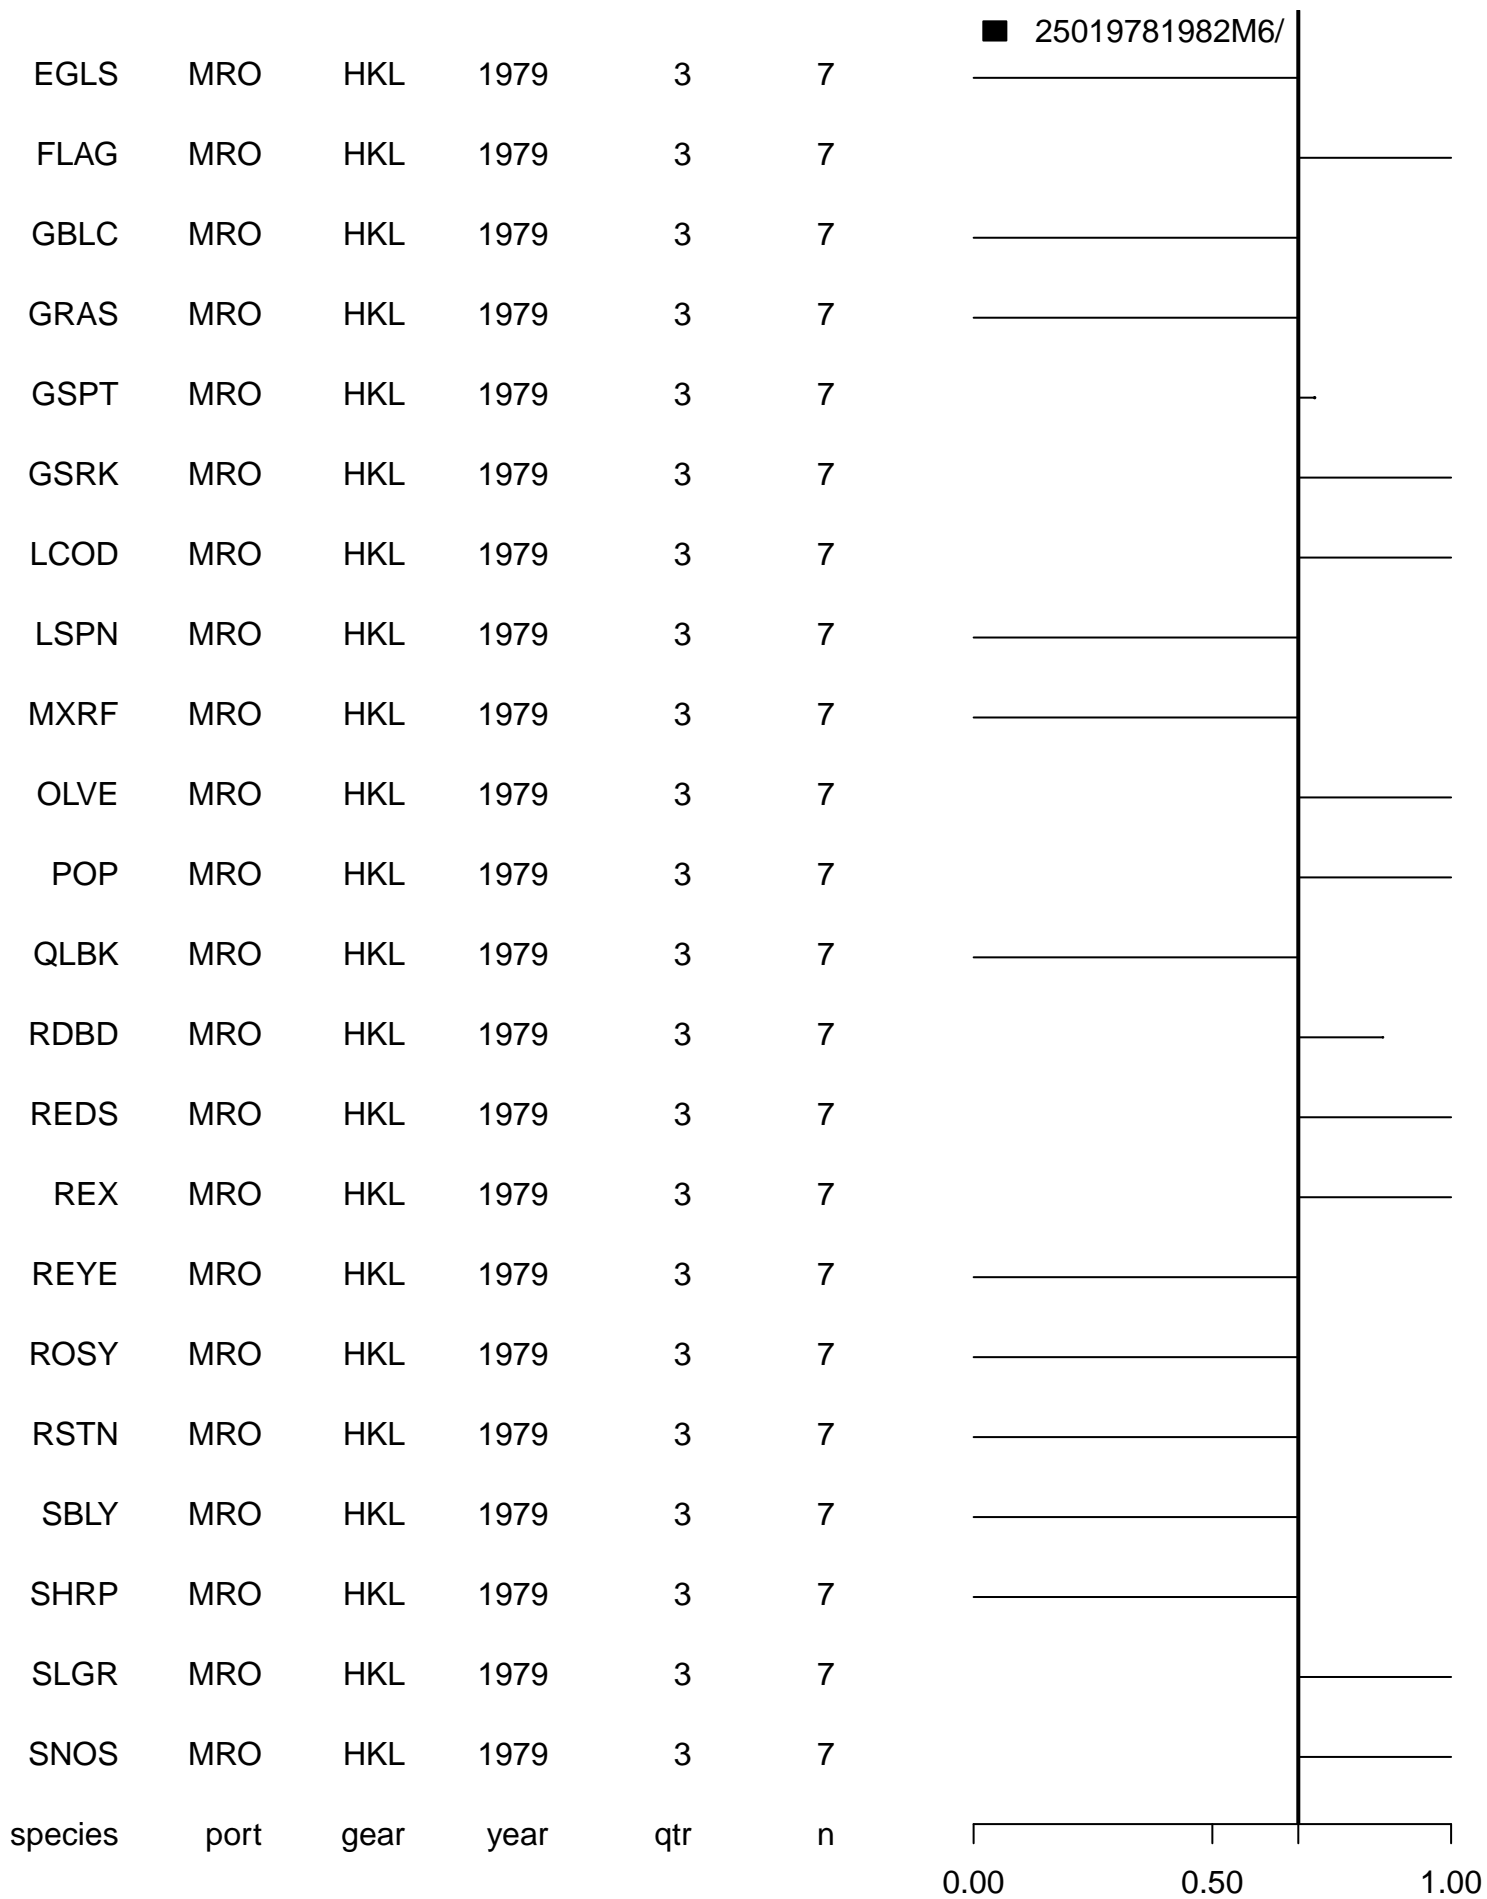 25019781982M6/
EGLS MRO HKL 1979 3 7
FLAG MRO HKL 1979 3 7
GBLC MRO HKL 1979 3 7
GRAS MRO HKL 1979 3 7
GSPT MRO HKL 1979 3 7
GSRK MRO HKL 1979 3 7
LCOD MRO HKL 1979 3 7
LSPN MRO HKL 1979 3 7
MXRF MRO HKL 1979 3 7
OLVE MRO HKL 1979 3 7
POP MRO HKL 1979 3 7
QLBK MRO HKL 1979 3 7
RDBD MRO HKL 1979 3 7
REDS MRO HKL 1979 3 7
REX MRO HKL 1979 3 7
REYE MRO HKL 1979 3 7
ROSY MRO HKL 1979 3 7
RSTN MRO HKL 1979 3 7
SBLY MRO HKL 1979 3 7
SHRP MRO HKL 1979 3 7
SLGR MRO HKL 1979 3 7
SNOS MRO HKL 1979 3 7
species port gear year qtr n
0.00 0.50 1.00